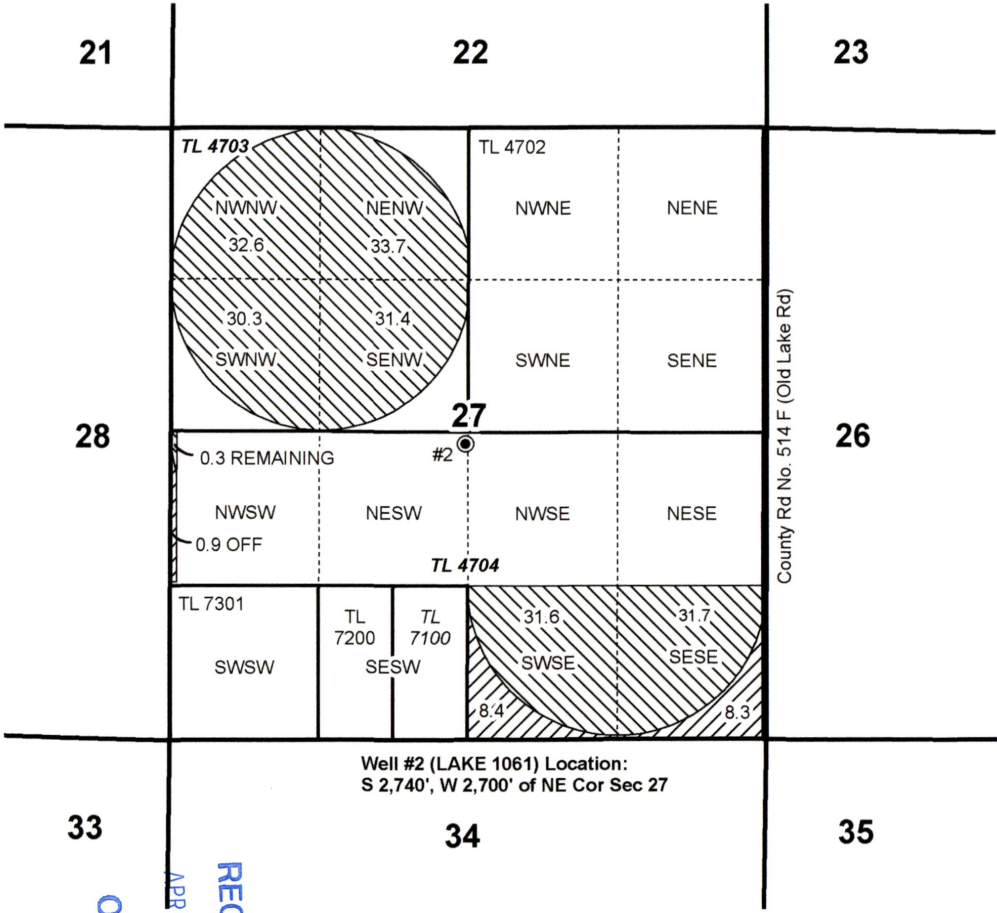 21
22
23
TL 4703
TL 4702
NWNW
NENW
NWNE
NENE
32.6
33.7
30.3
31.4
SWNW
SENW
SWNE
SENE
County Rd No. 514 F (Old Lake Rd)
28
27
26
#2
0.3 REMAINING
NWSW
NESW
NWSE
NESE
0.9 OFF
TL 4704
TL 7301
TL
7200
TL
7100
31.6
31.7
SWSW
SESW
SWSE
SESE
8.4
8.3
Well #2 (LAKE 1061) Location:
S 2,740', W 2,700' of NE Cor Sec 27
33
34
35
REC
APR